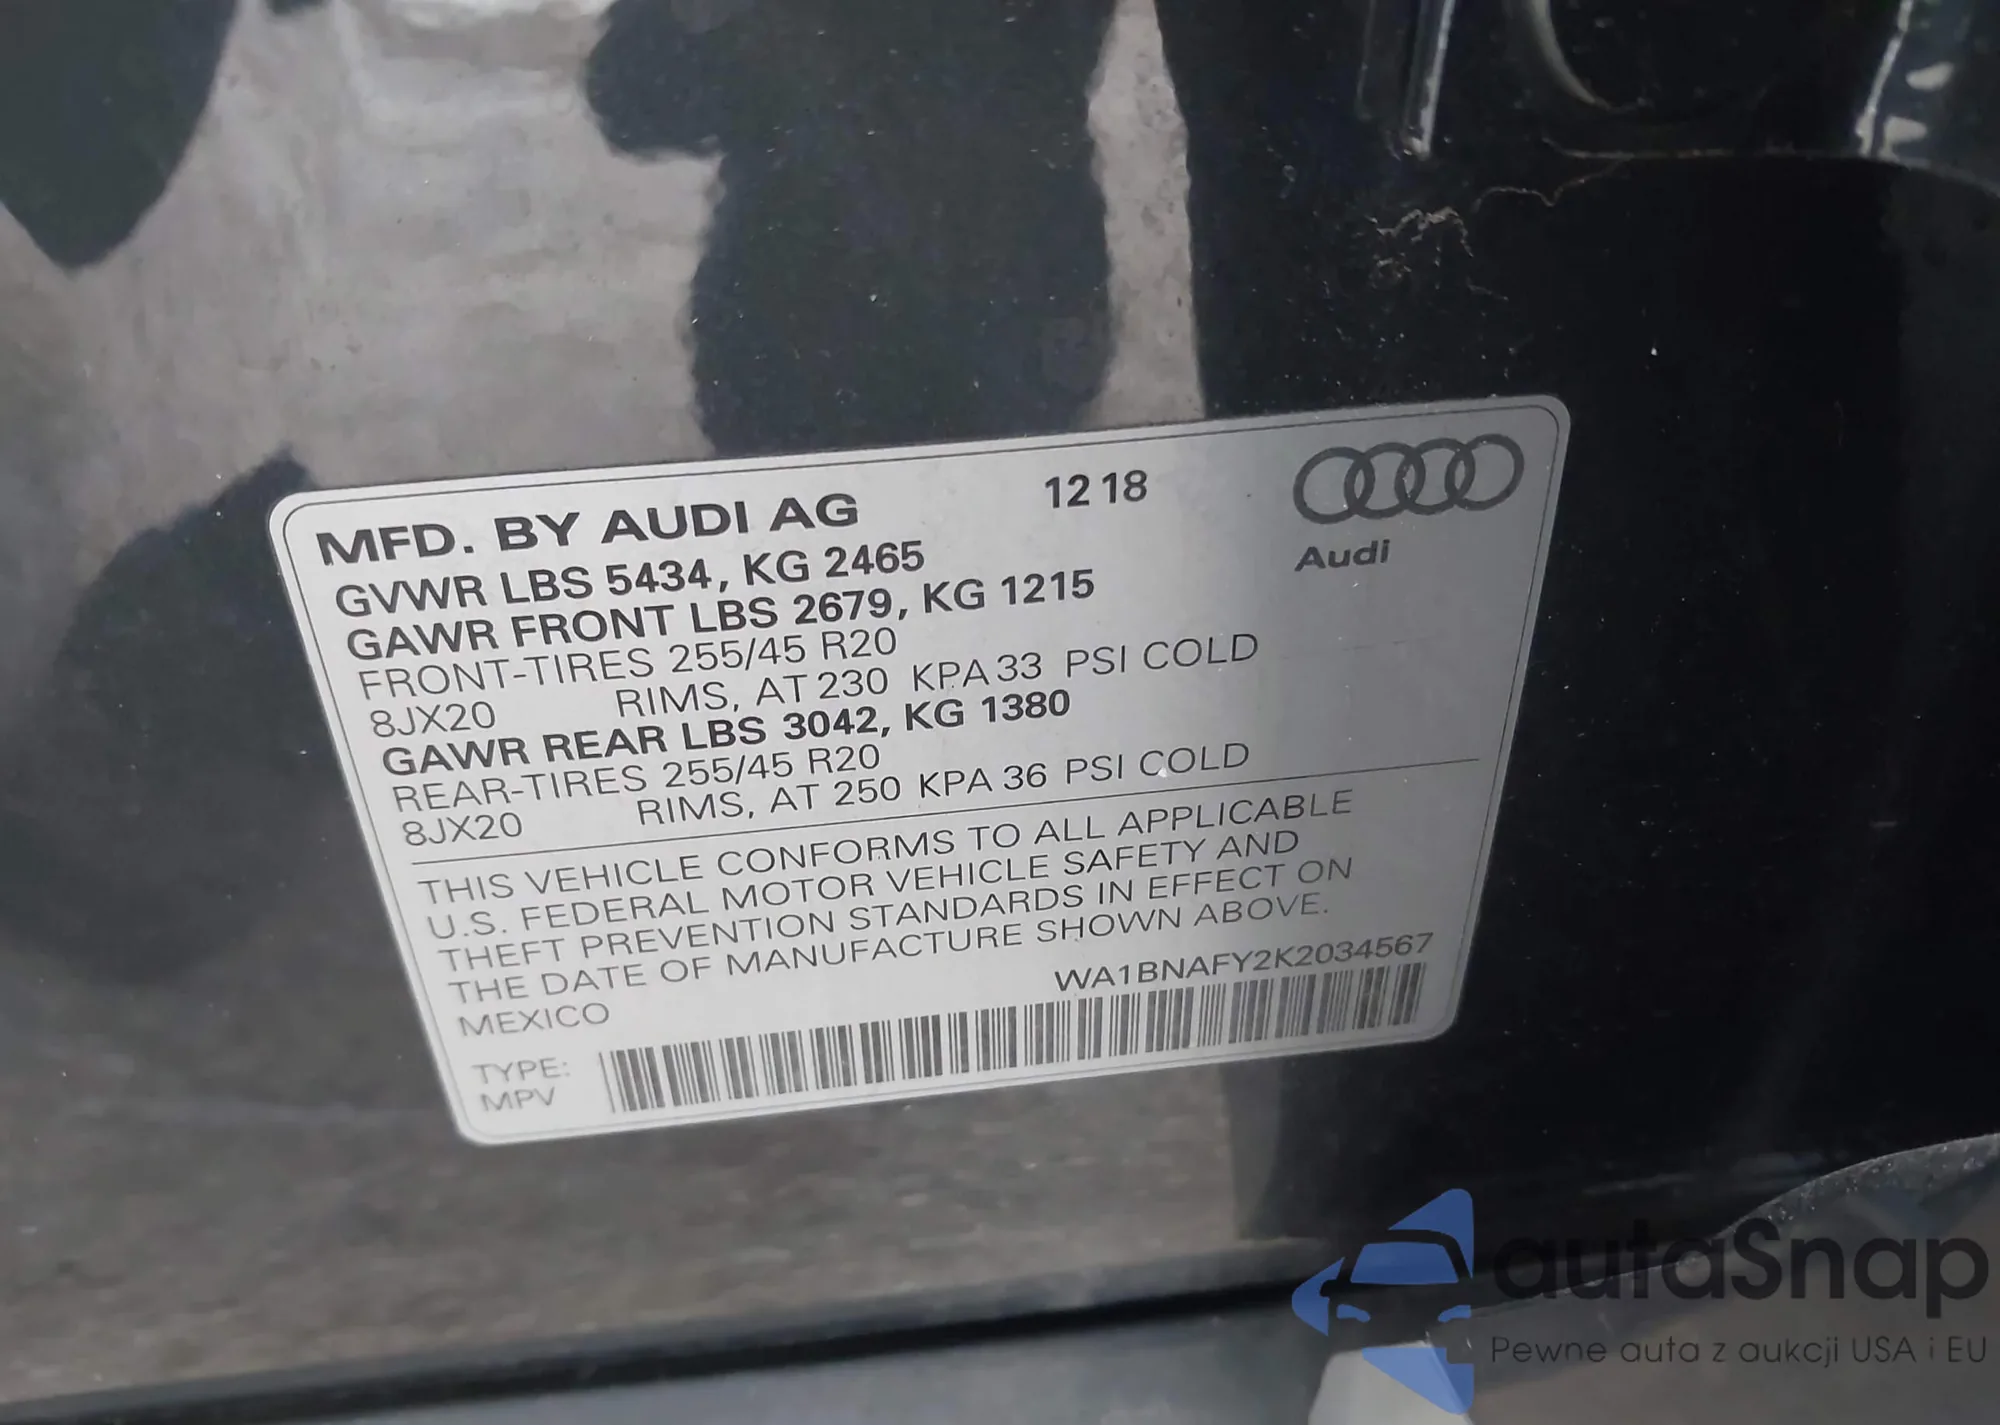 MFD. BY AUDI AG 12 18
Audi
GVWR LBS 5434, KG 2465
GAWR FRONT LBS 2679, KG 1215
FRONT-TIRES 255/45 R20
8JX20 RIMS, AT 230 KPA 33 PSI COLD
GAWR REAR LBS 3042, KG 1380
REAR-TIRES 255/45 R20
8JX20 RIMS, AT 250 KPA 36 PSI COLD
THIS VEHICLE CONFORMS TO ALL APPLICABLE
U.S. FEDERAL MOTOR VEHICLE SAFETY AND
THEFT PREVENTION STANDARDS IN EFFECT ON
THE DATE OF MANUFACTURE SHOWN ABOVE.
MEXICO WA1BNAFY2K2034567
TYPE:
MPV
autaSnap
Pewne auta z aukcji USA i EU